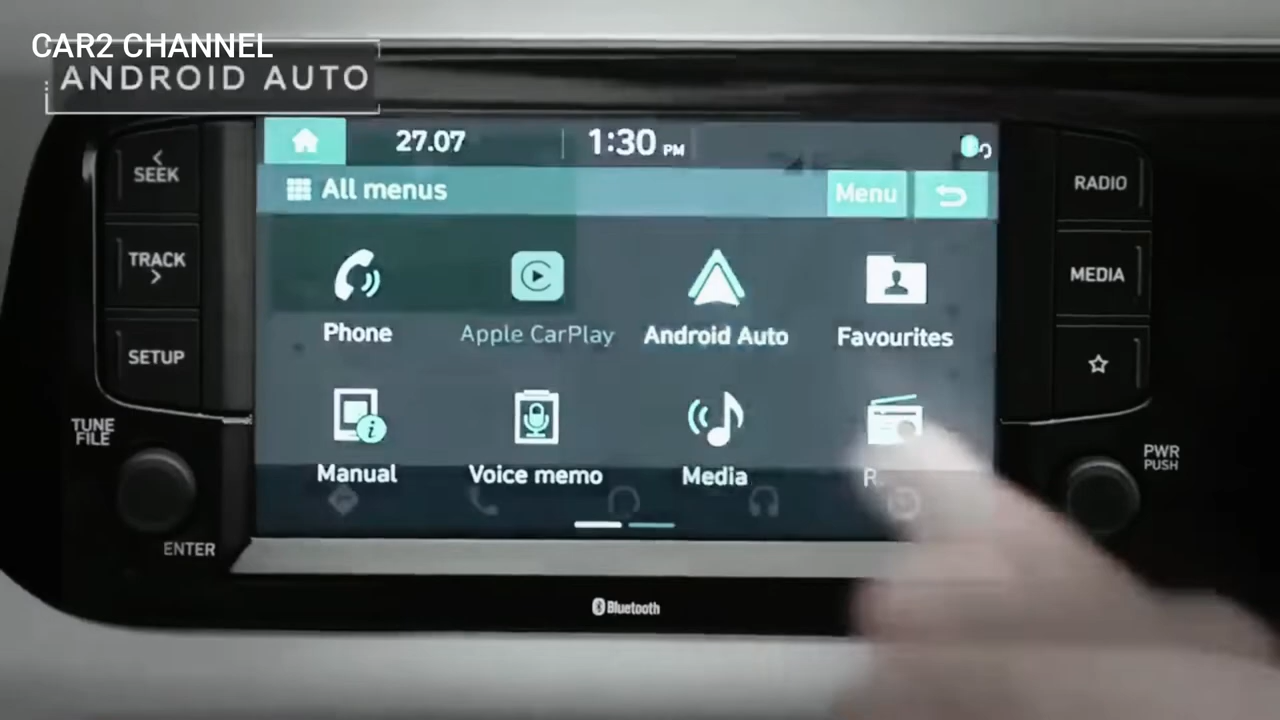 CAR2 CHANNEL
ANDROID AUTO
27.07 1:30 PM
All menus Menu
Phone Apple CarPlay Android Auto Favourites
Manual Voice memo Media
SEEK
TRACK
SETUP
TUNE
FILE
ENTER
RADIO
MEDIA
PWR
PUSH
Bluetooth